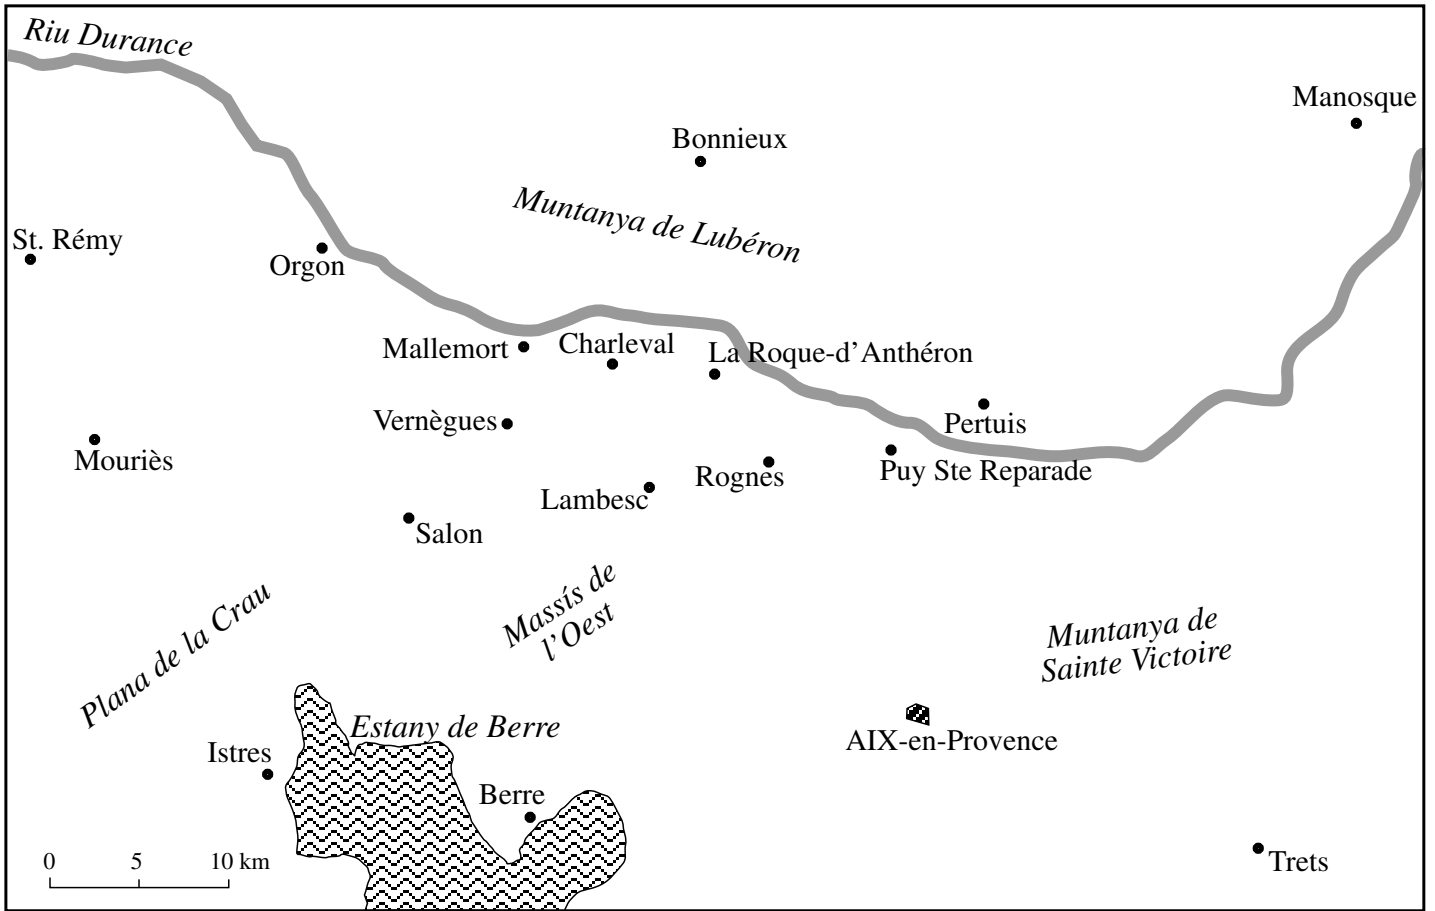 Riu Durance
Manosque
Bonnieux
Muntanya de Lubéron
St. Rémy
Orgon
Mallemort
Charleval
La Roque-d'Anthéron
Vernègues
Pertuis
Mouriès
Rognes
Puy Ste Reparade
Lambesc
Salon
Plana de la Crau
Massís de
l'Oest
Muntanya de
Sainte Victoire
Estany de Berre
AIX-en-Provence
Istres
Berre
0 5 10 km
Trets